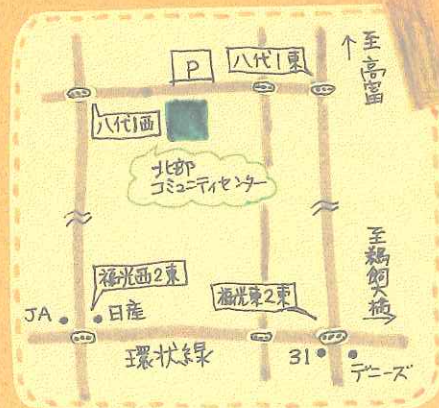 P
八代1東
↑至高富
八代1西
北部
コミュニティセンター
至鵜飼大橋
福光西2東
福光東2東
JA
日産
環状線
31
デニーズ